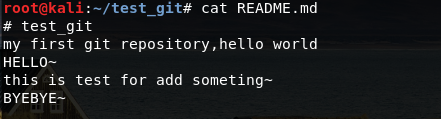 root@kali:~/test_git# cat README.md
# test_git
my first git repository,hello world
HELLO~
this is test for add someting~
BYEBYE~